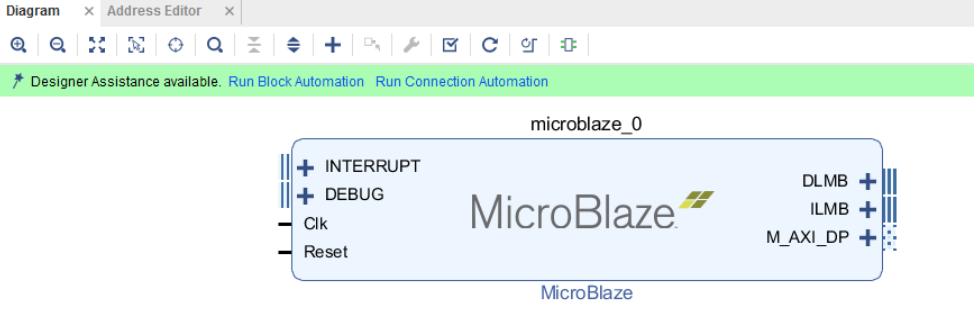 Diagram × Address Editor ×
Designer Assistance available. Run Block Automation Run Connection Automation
microblaze_0
INTERRUPT
DEBUG
Clk
Reset
MicroBlaze
DLMB
ILMB
M_AXI_DP
MicroBlaze